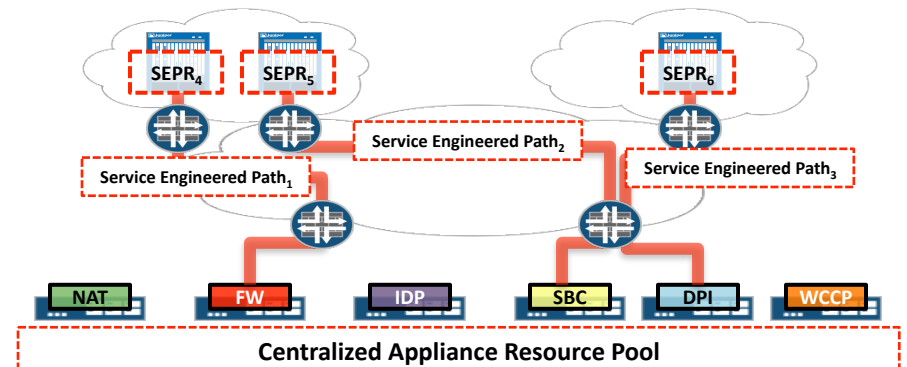 SEPR4
SEPR5
SEPR6
Service Engineered Path2
Service Engineered Path1
Service Engineered Path3
NAT
FW
IDP
SBC
DPI
WCCP
Centralized Appliance Resource Pool